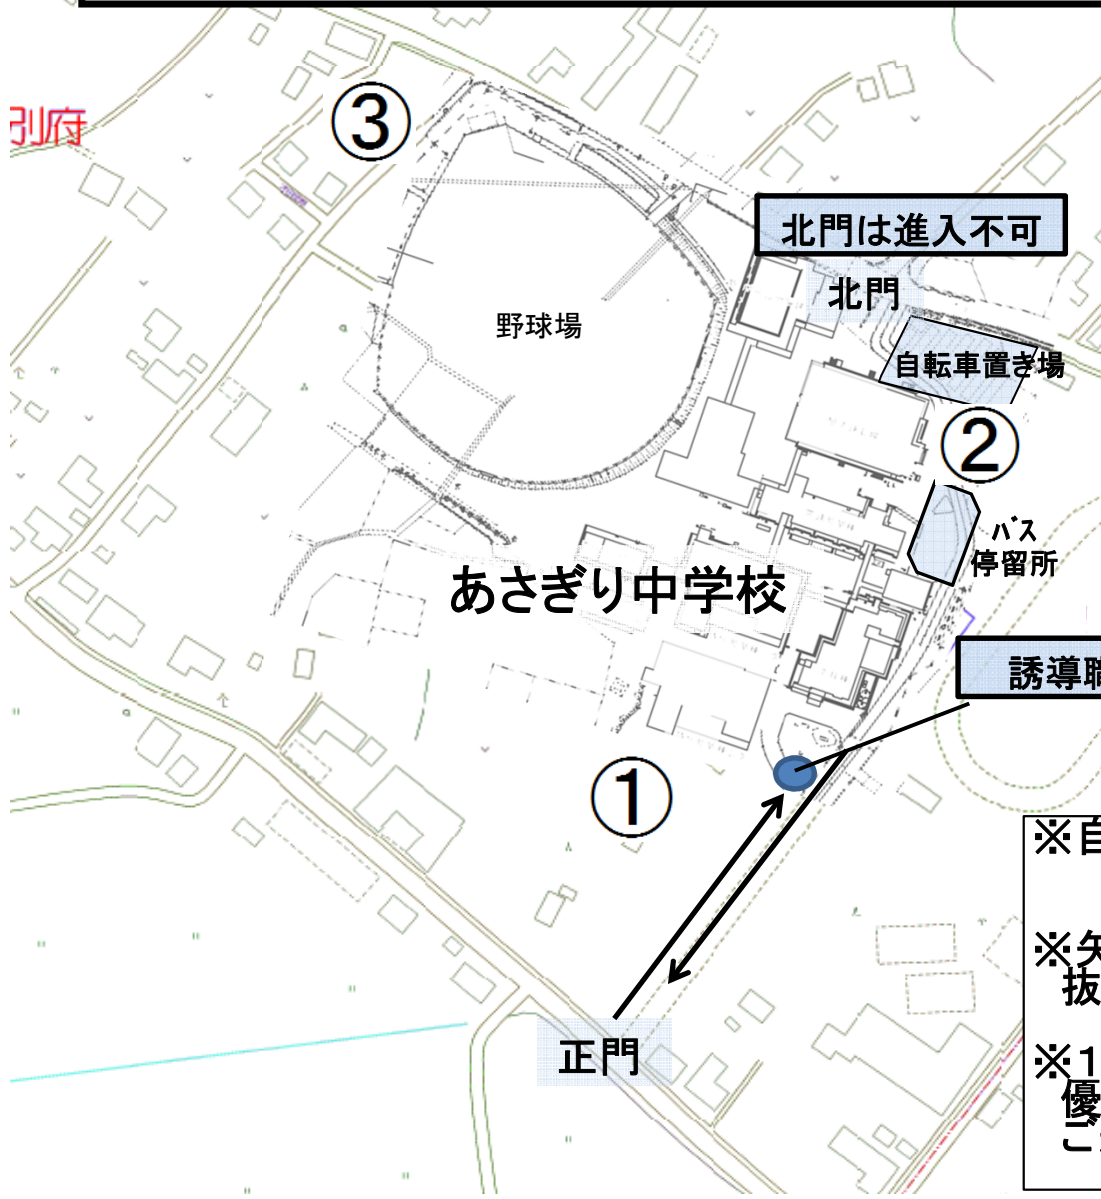 ③
別府
北門は進入不可
北門
野球場
自転車置き場
②
バス
停留所
あさぎり中学校
誘導職
①
※自
※矢
抜
※1
優
ご
正門